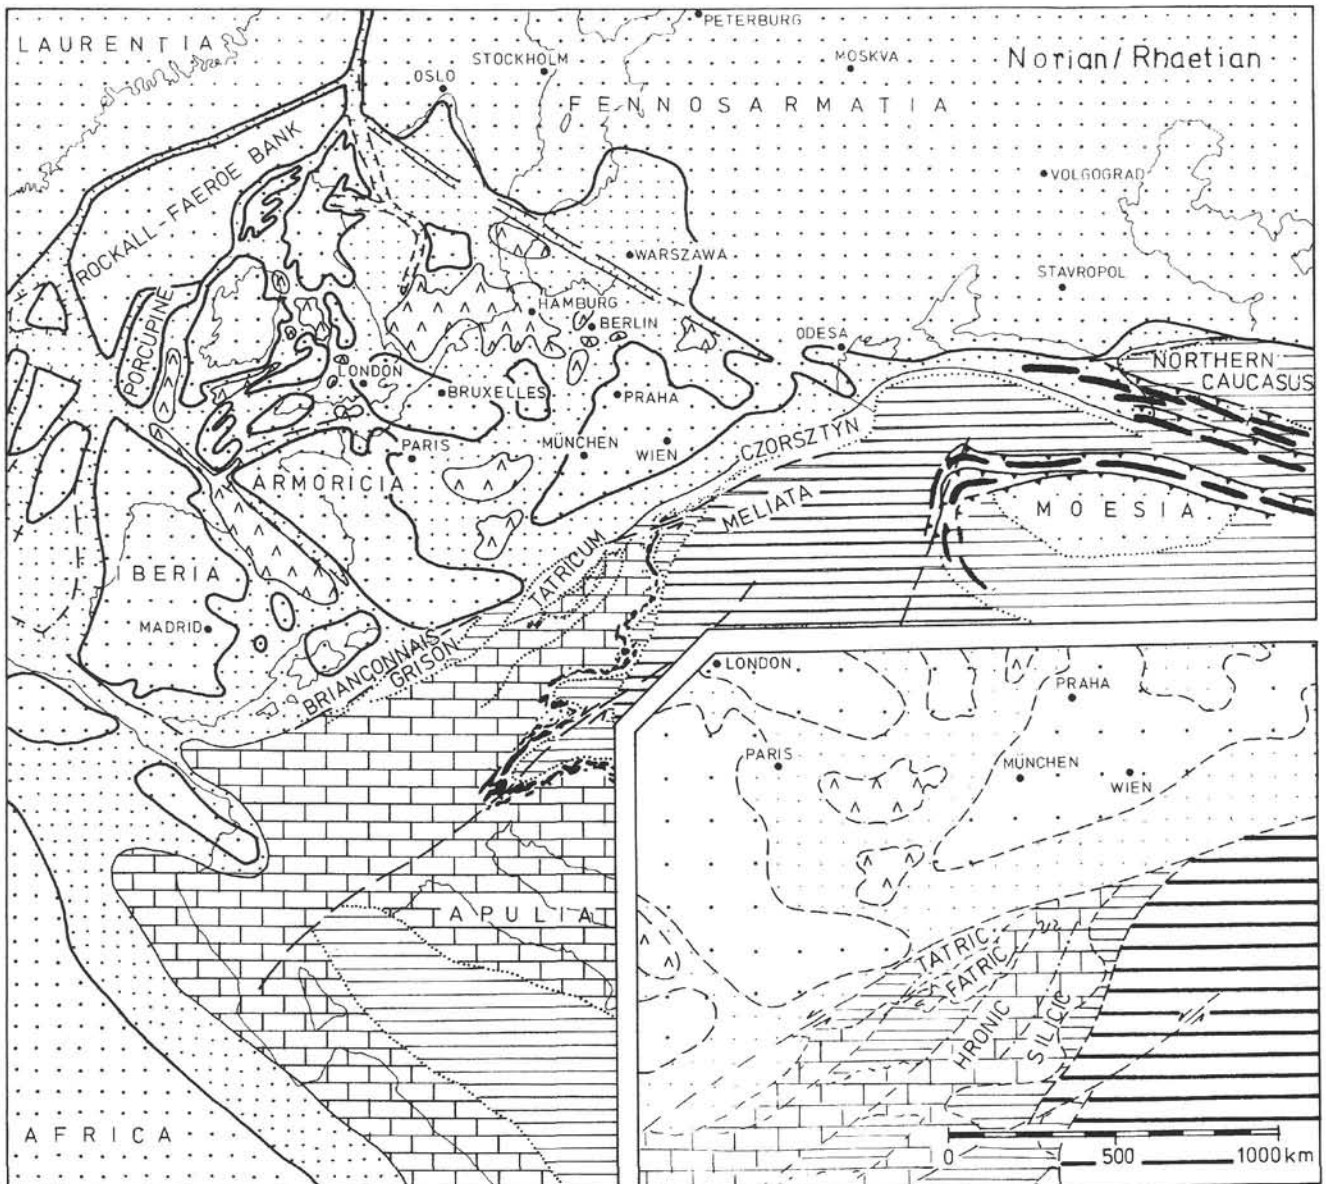 PETERBURG
LAURENTIA
STOCKHOLM
MOSKVA
Norian/Rhaetian
OSLO
FENNOSARMATIA
ROCKALL-FAEROE BANK
VOLGOGRAD
WARSZAWA
STAVROPOL
HAMBURG
BERLIN
ODESA
PORCUPINE
NORTHERN
CAUCASUS
LONDON
BRUXELLES
PRAHA
PARIS
MÜNCHEN
WIEN
CZORSZTYN
ARMORICIA
MELIATA
MOESIA
IBERIA
TATRICUM
MADRID
BRIANÇONNAIS
GRISON
APULIA
AFRICA
LONDON
PRAHA
PARIS
MÜNCHEN
WIEN
TATRIC
FATRIC
HRONIC
SILICIC
0 500 1000 km